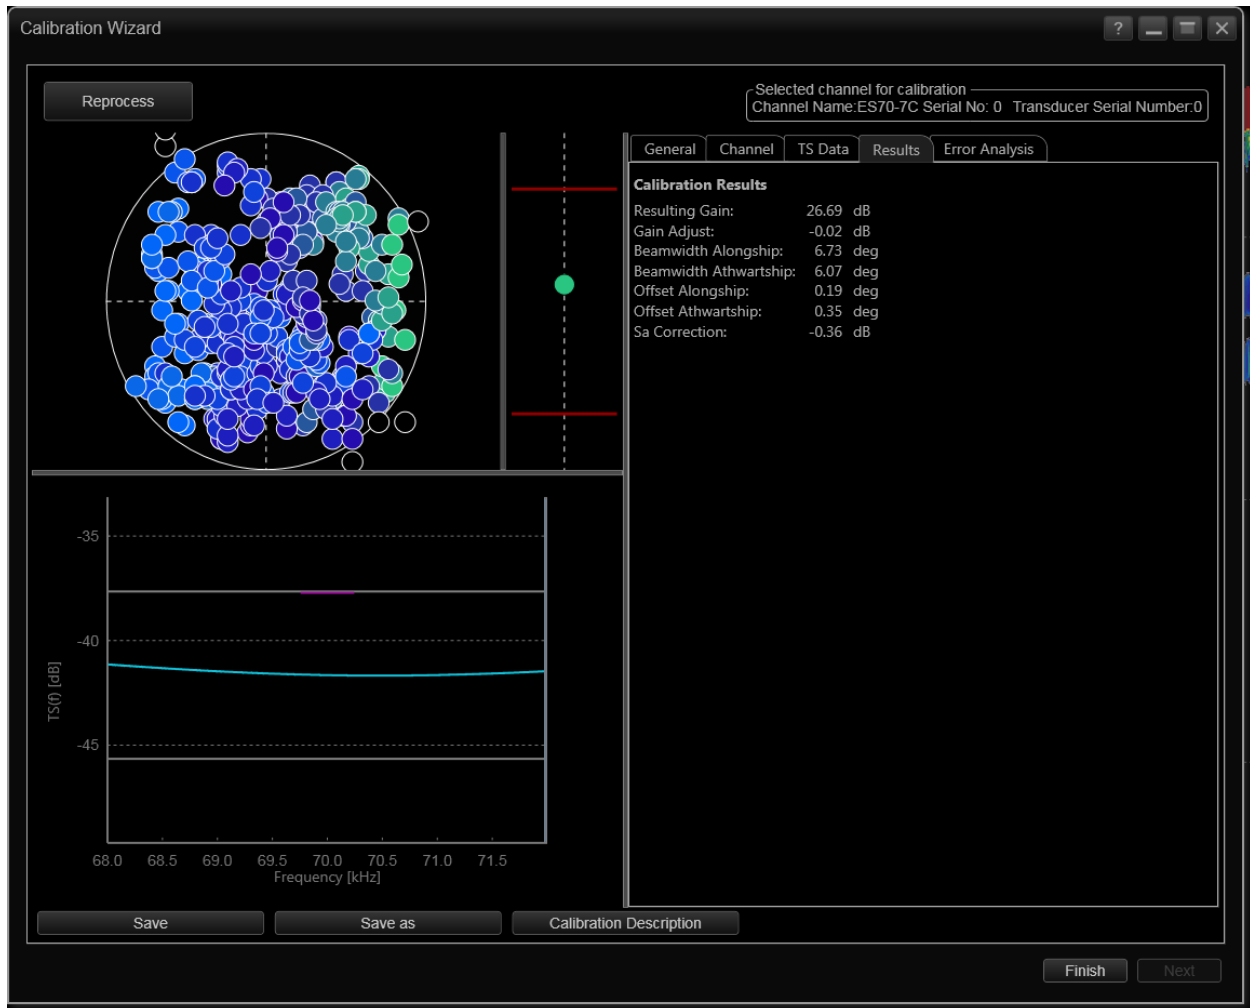 Calibration Wizard
?
Reprocess
Selected channel for calibration
Channel Name:ES70-7C Serial No: 0 Transducer Serial Number:0
General Channel TS Data Results Error Analysis
Calibration Results
Resulting Gain: 26.69 dB
Gain Adjust: -0.02 dB
Beamwidth Alongship: 6.73 deg
Beamwidth Athwartship: 6.07 deg
Offset Alongship: 0.19 deg
Offset Athwartship: 0.35 deg
Sa Correction: -0.36 dB
-35
-40
-45
TS(f) [dB]
68.0 68.5 69.0 69.5 70.0 70.5 71.0 71.5
Frequency [kHz]
Save Save as Calibration Description
Finish Next